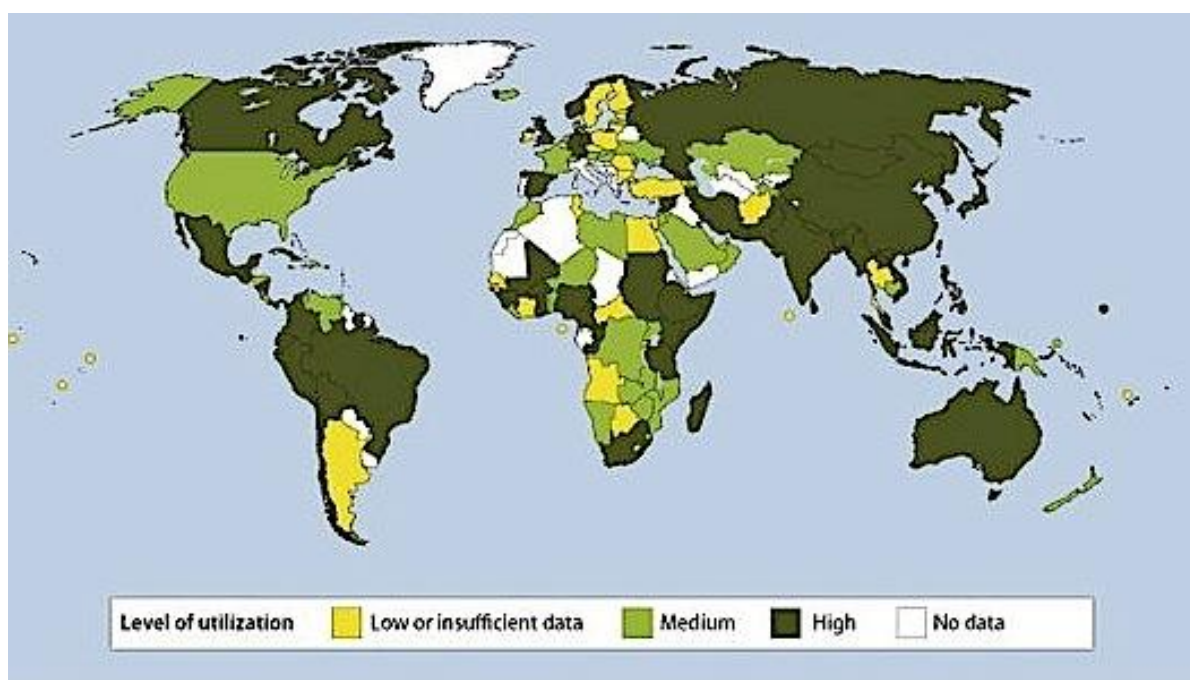 Level of utilization Low or insufficient data Medium High No data